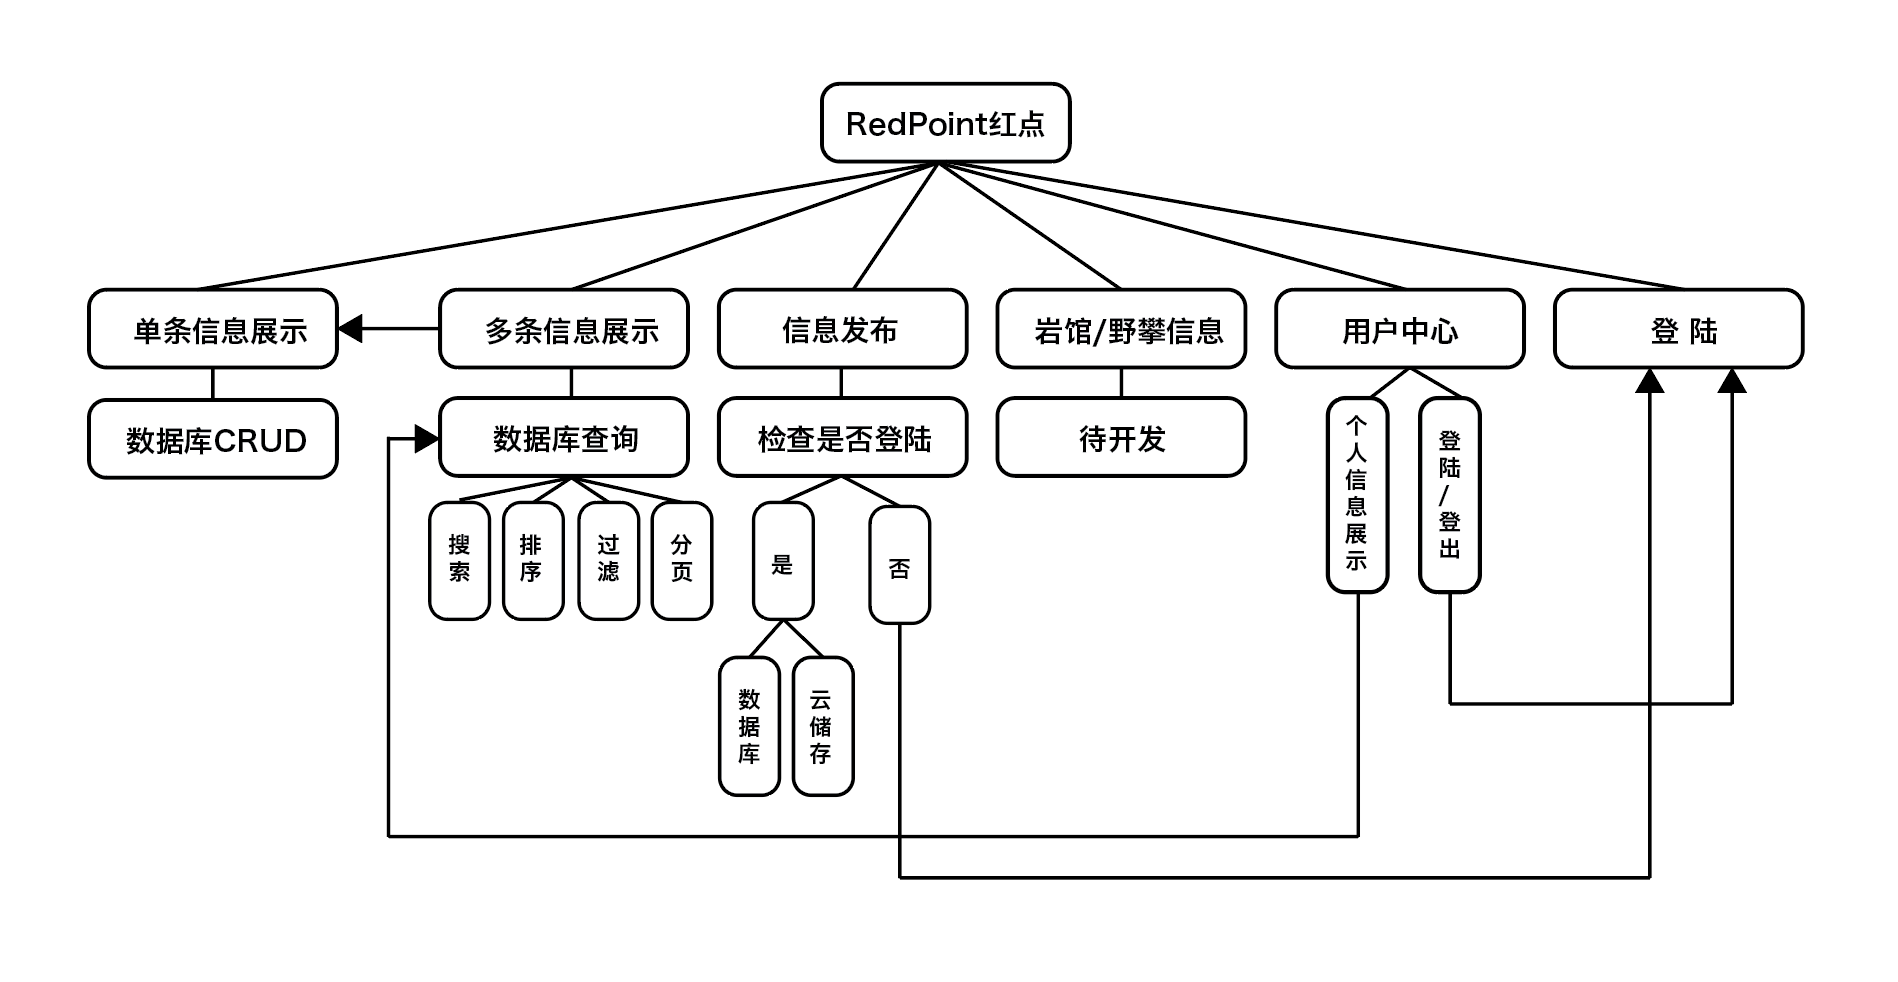 RedPoint红点
单条信息展示
多条信息展示
信息发布
岩馆/野攀信息
用户中心
登 陆
数据库CRUD
数据库查询
检查是否登陆
待开发
个人信息展示
登陆/登出
搜索
排序
过滤
分页
是
否
数据库
云储存